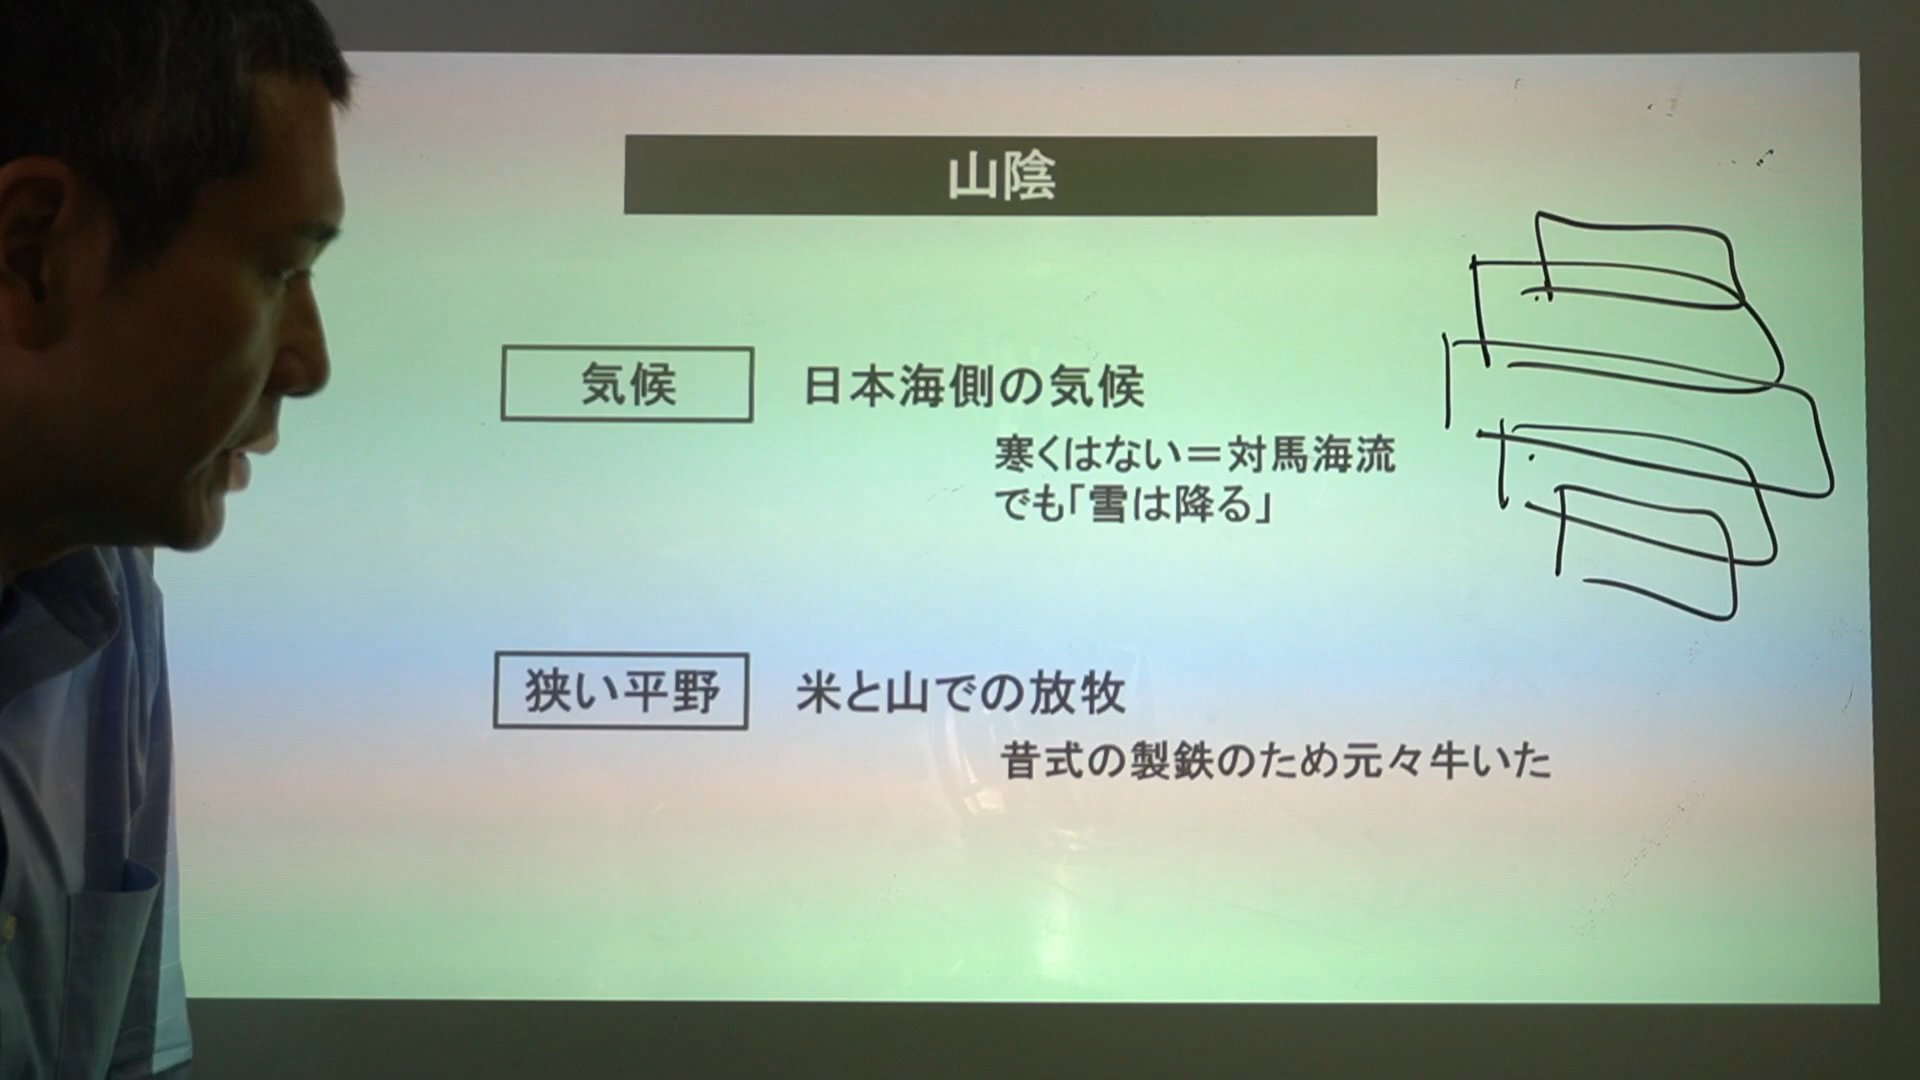 山陰
気候 日本海側の気候
寒くはない＝対馬海流
でも「雪は降る」
狭い平野 米と山での放牧
昔式の製鉄のため元々牛いた